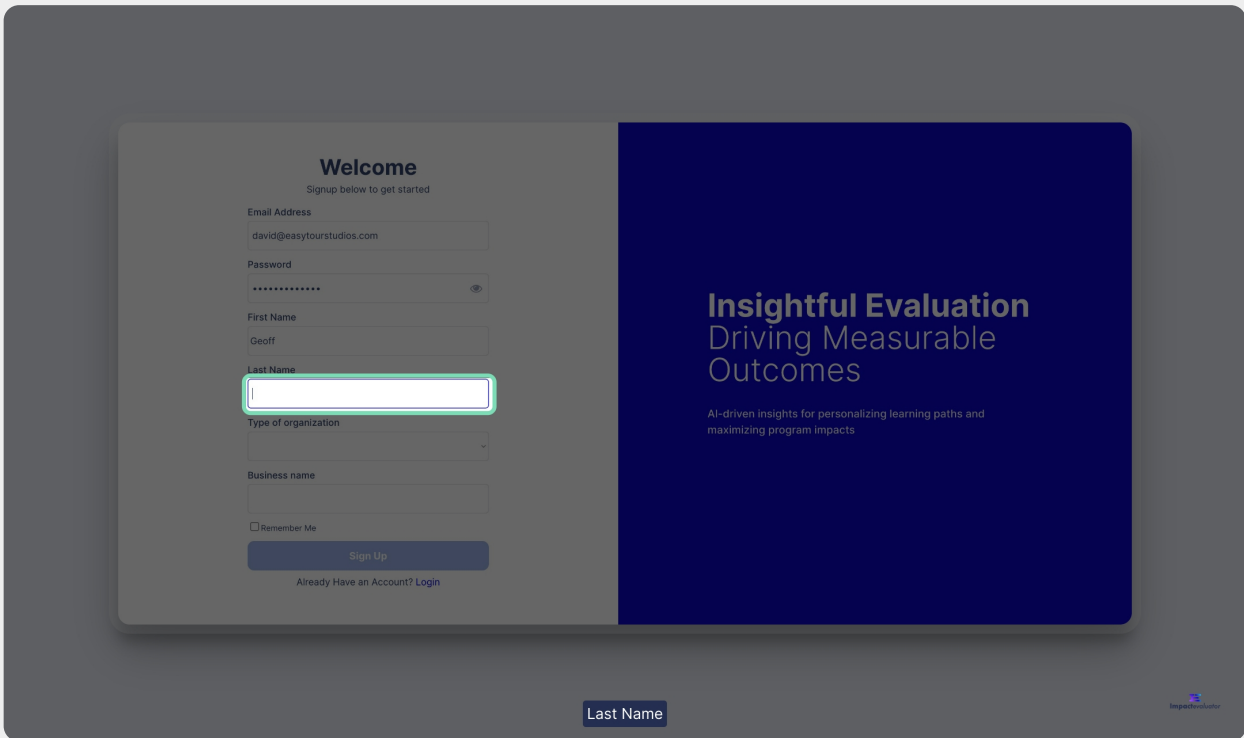 Welcome
Signup below to get started
Email Address
david@easytourstudios.com
Password
•••••••••••••
First Name
Geoff
Last Name
Type of organization
Business name
Remember Me
Sign Up
Already Have an Account? Login
Insightful Evaluation
Driving Measurable
Outcomes
AI-driven insights for personalizing learning paths and
maximizing program impacts
Last Name
impactevaluator